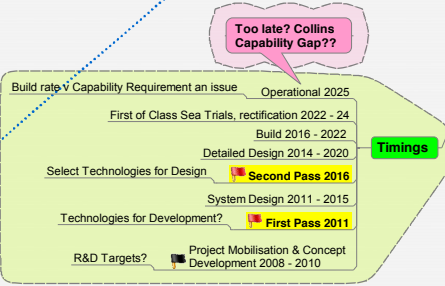 Too late? Collins
Capability Gap??
Build rate v Capability Requirement an issue
Operational 2025
First of Class Sea Trials, rectification 2022 - 24
Build 2016 - 2022
Timings
Detailed Design 2014 - 2020
Select Technologies for Design
Second Pass 2016
System Design 2011 - 2015
Technologies for Development?
First Pass 2011
R&D Targets?
Project Mobilisation & Concept
Development 2008 - 2010